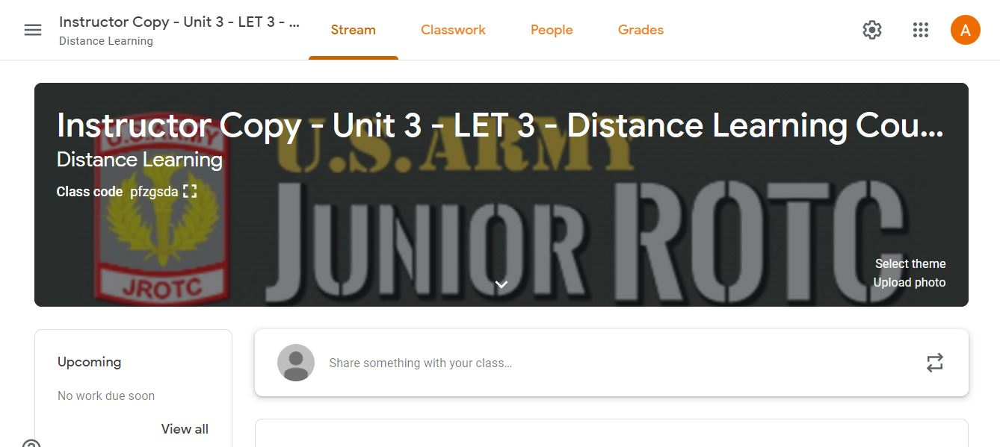 Instructor Copy - Unit 3 - LET 3 - ...
Distance Learning
Stream
Classwork
People
Grades
A
Instructor Copy - Unit 3 - LET 3 - Distance Learning Cou...
Distance Learning
Class code pfzgsda
U.S. ARMY
JROTC
U.S. ARMY
JUNIOR ROTC
Select theme
Upload photo
Upcoming
No work due soon
View all
Share something with your class...